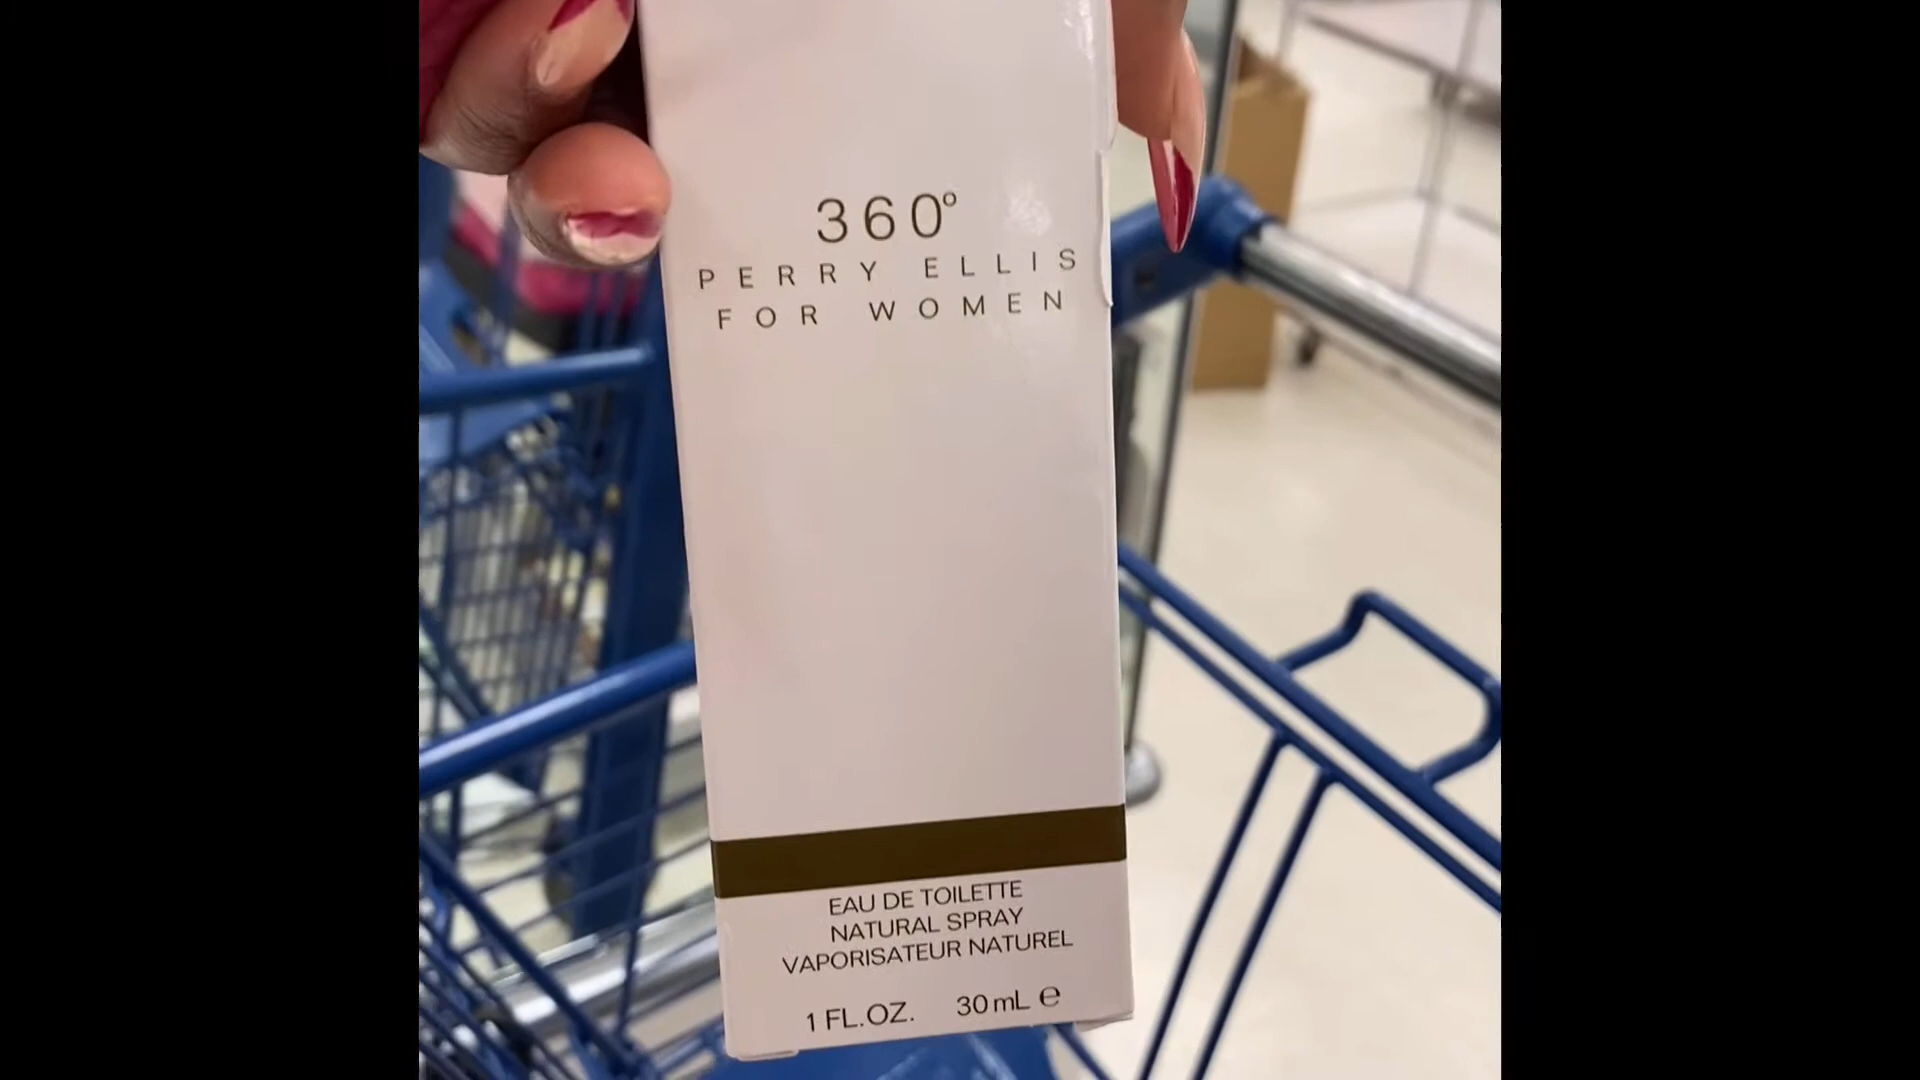 360°
PERRY ELLIS
FOR WOMEN
EAU DE TOILETTE
NATURAL SPRAY
VAPORISATEUR NATUREL
1 FL.OZ. 30 mL ℮